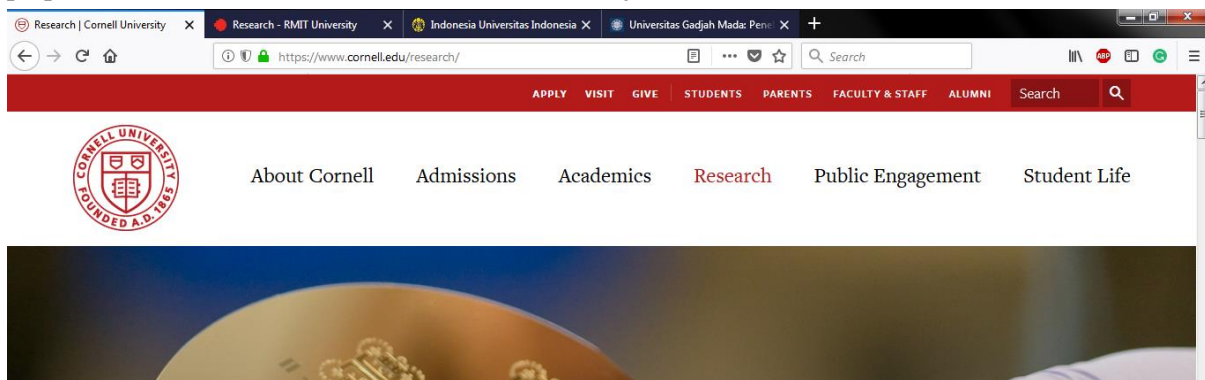 Research | Cornell University
Research - RMIT University
Indonesia Universitas Indonesia
Universitas Gadjah Mada: Pene
https://www.cornell.edu/research/
Search
ABP
APPLY VISIT GIVE STUDENTS PARENTS FACULTY & STAFF ALUMNI Search
CORNELL UNIVERSITY
FOUNDED A.D. 1865
About Cornell Admissions Academics Research Public Engagement Student Life